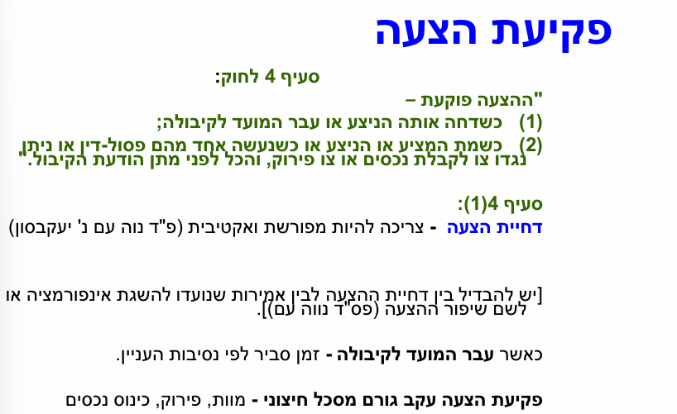 פקיעת הצעה
סעיף 4 לחוק:
"ההצעה פוקעת –
(1) כשדחה אותה הניצע או עבר המועד לקיבולה;
(2) כשמת המציע או הניצע או כשנעשה אחד מהם פסול-דין או ניתן
נגדו צו לקבלת נכסים או צו פירוק, והכל לפני מתן הודעת הקיבול."
סעיף 4(1):
דחיית הצעה - צריכה להיות מפורשת ואקטיבית (פ"ד נוה עם נ' יעקבסון)
[יש להבדיל בין דחיית ההצעה לבין אמירות שנועדו להשגת אינפורמציה או
לשם שיפור ההצעה (פס"ד נווה עם)].
כאשר עבר המועד לקיבולה - זמן סביר לפי נסיבות העניין.
פקיעת הצעה עקב גורם מסכל חיצוני - מוות, פירוק, כינוס נכסים